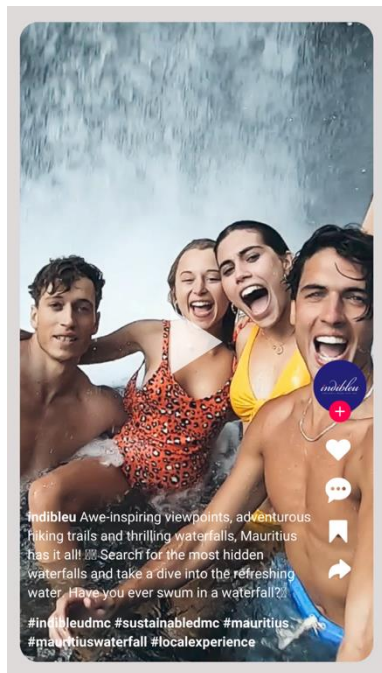 indibleu
indibleu Awe-inspiring viewpoints, adventurous
hiking trails and thrilling waterfalls, Mauritius
has it all! Search for the most hidden
waterfalls and take a dive into the refreshing
water. Have you ever swum in a waterfall?
#indibleudmc #sustainabledmc #mauritius
#mauritiuswaterfall #localexperience